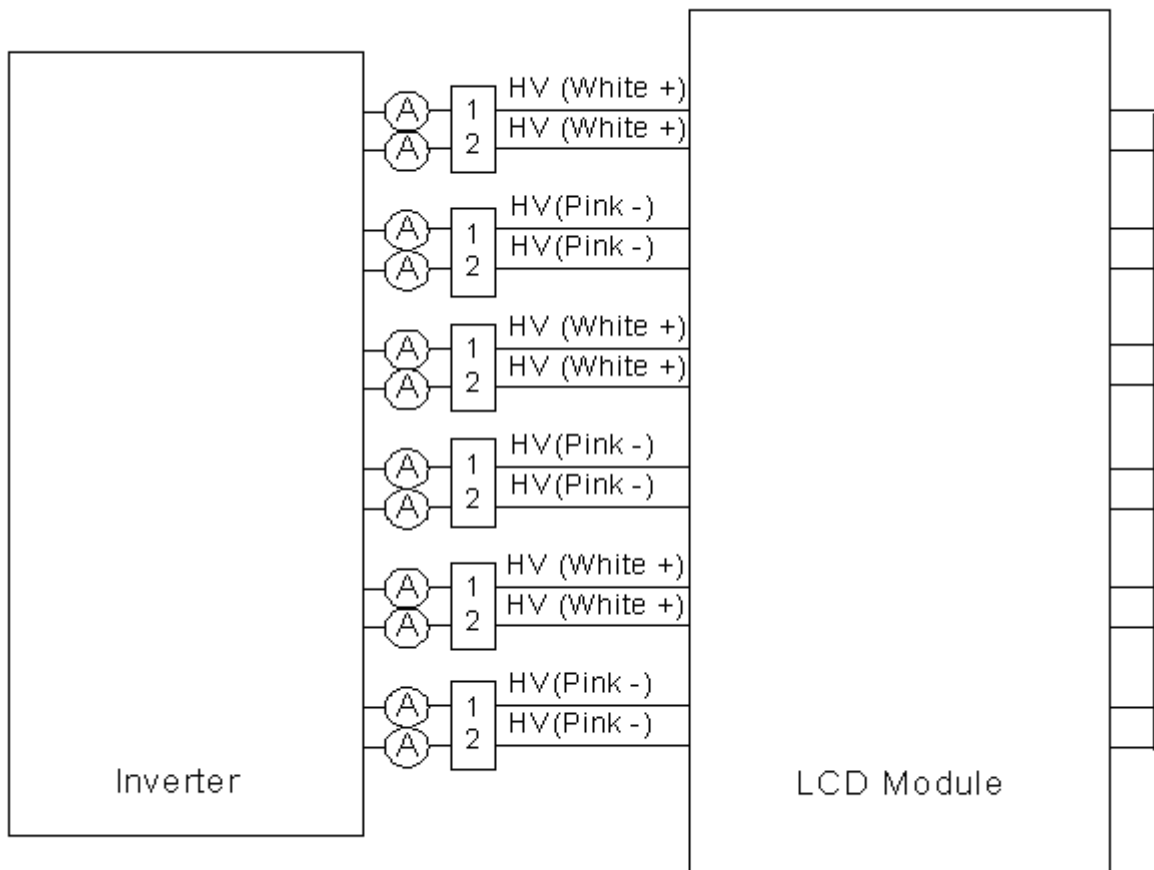 HV (White +)
A 1
HV (White +)
A 2
HV(Pink -)
A 1
HV(Pink -)
A 2
HV (White +)
A 1
HV (White +)
A 2
HV(Pink -)
A 1
HV(Pink -)
A 2
HV (White +)
A 1
HV (White +)
A 2
HV(Pink -)
A 1
HV(Pink -)
A 2
Inverter
LCD Module